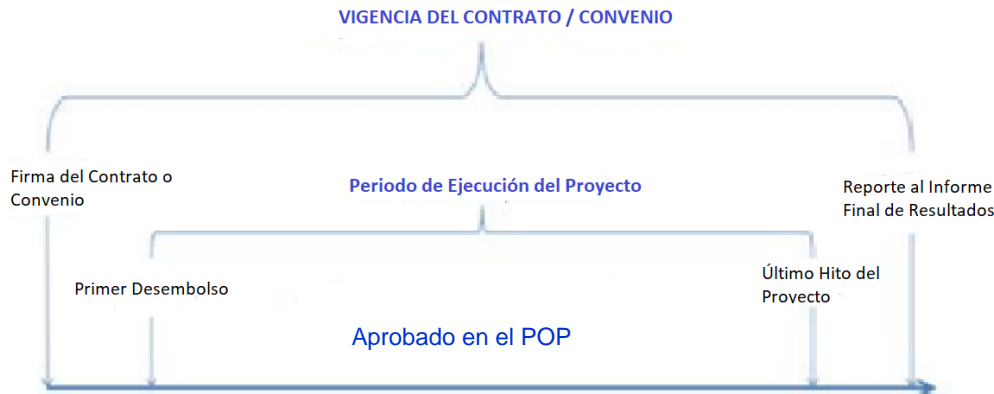 VIGENCIA DEL CONTRATO / CONVENIO
Firma del Contrato o
Convenio
Periodo de Ejecución del Proyecto
Reporte al Informe
Final de Resultados
Primer Desembolso
Último Hito del
Proyecto
Aprobado en el POP